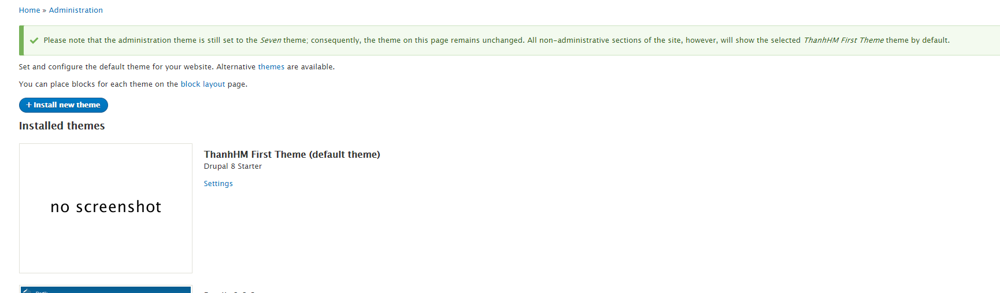 Home » Administration
Please note that the administration theme is still set to the Seven theme; consequently, the theme on this page remains unchanged. All non-administrative sections of the site, however, will show the selected ThanhHM First Theme theme by default.
Set and configure the default theme for your website. Alternative themes are available.
You can place blocks for each theme on the block layout page.
+ Install new theme
Installed themes
ThanhHM First Theme (default theme)
Drupal 8 Starter
Settings
no screenshot